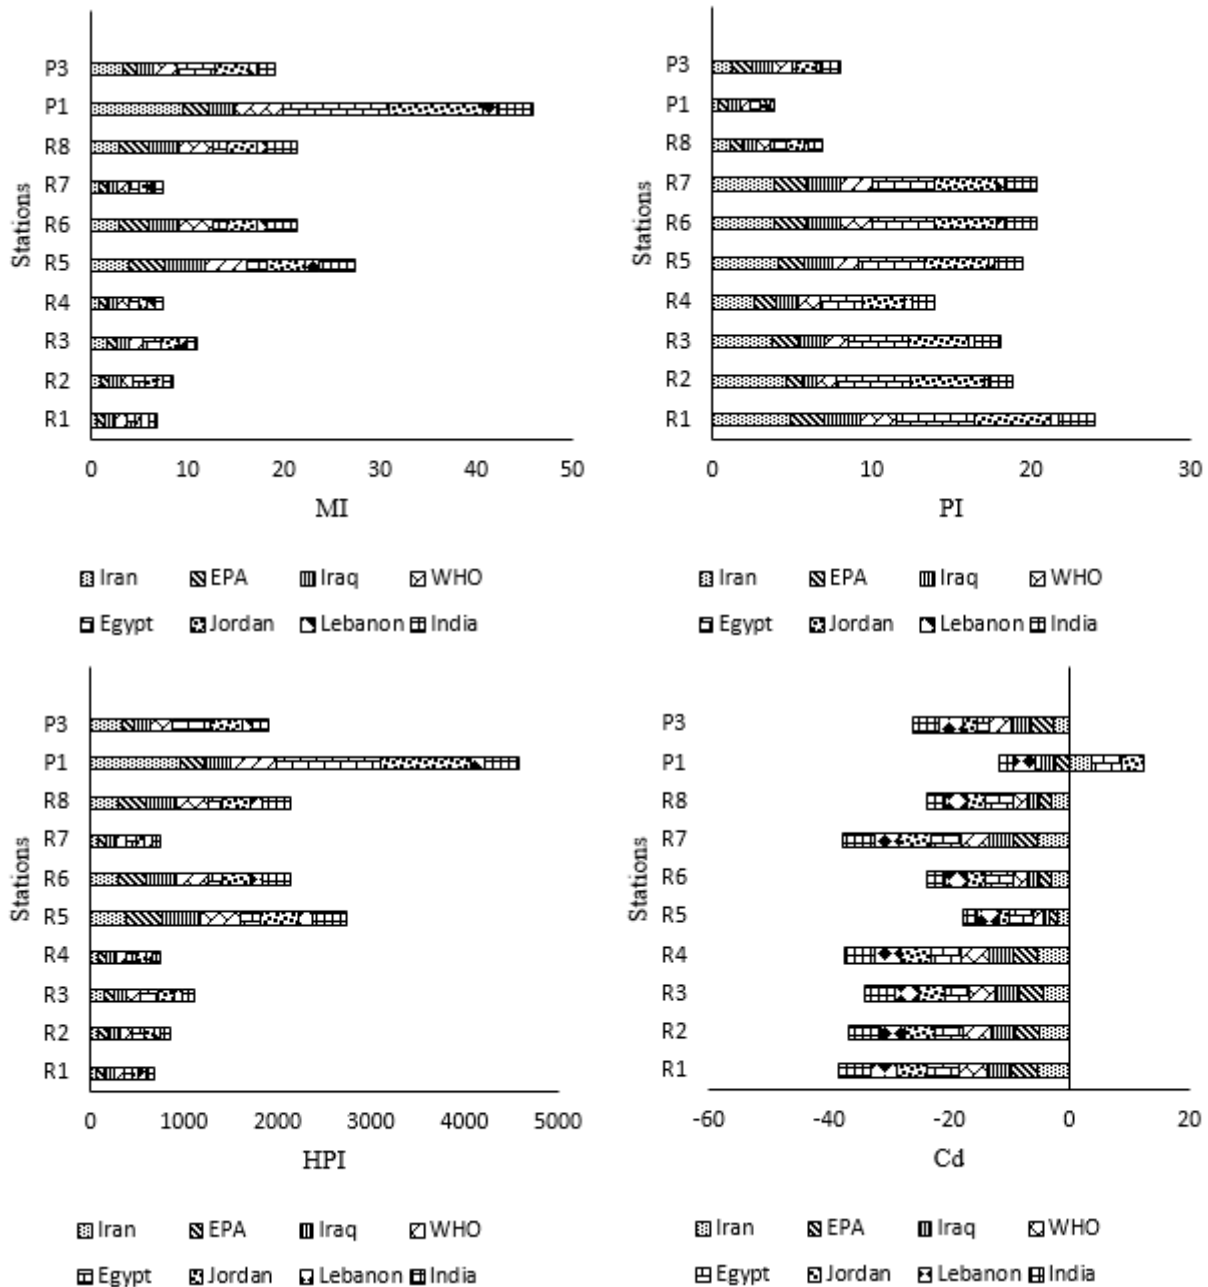 P3
P1
R8
R7
R6
R5
R4
R3
R2
R1
Stations
0 10 20 30 40 50
MI
Iran EPA Iraq WHO
Egypt Jordan Lebanon India
P3
P1
R8
R7
R6
R5
R4
R3
R2
R1
Stations
0 10 20 30
PI
Iran EPA Iraq WHO
Egypt Jordan Lebanon India
P3
P1
R8
R7
R6
R5
R4
R3
R2
R1
Stations
0 1000 2000 3000 4000 5000
HPI
Iran EPA Iraq WHO
Egypt Jordan Lebanon India
P3
P1
R8
R7
R6
R5
R4
R3
R2
R1
Stations
-60 -40 -20 0 20
Cd
Iran EPA Iraq WHO
Egypt Jordan Lebanon India